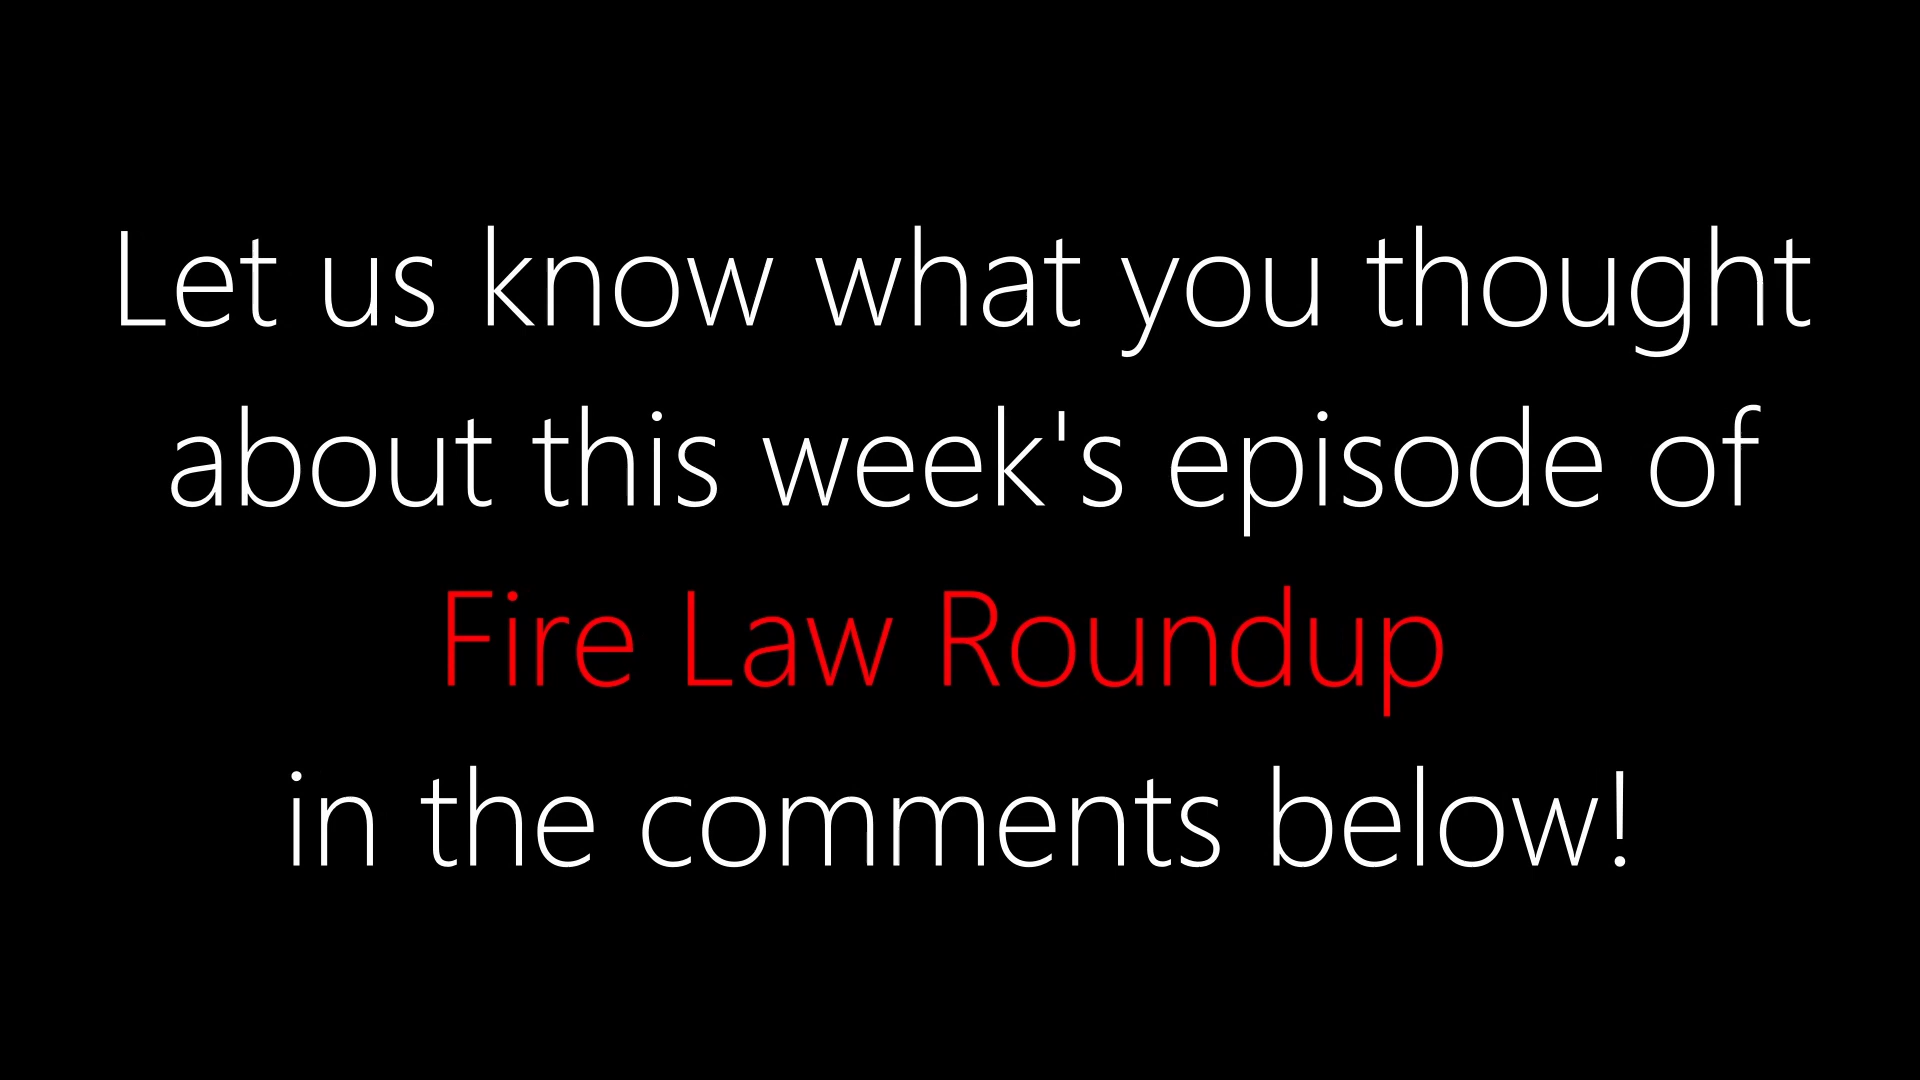 Let us know what you thought
about this week's episode of
Fire Law Roundup
in the comments below!